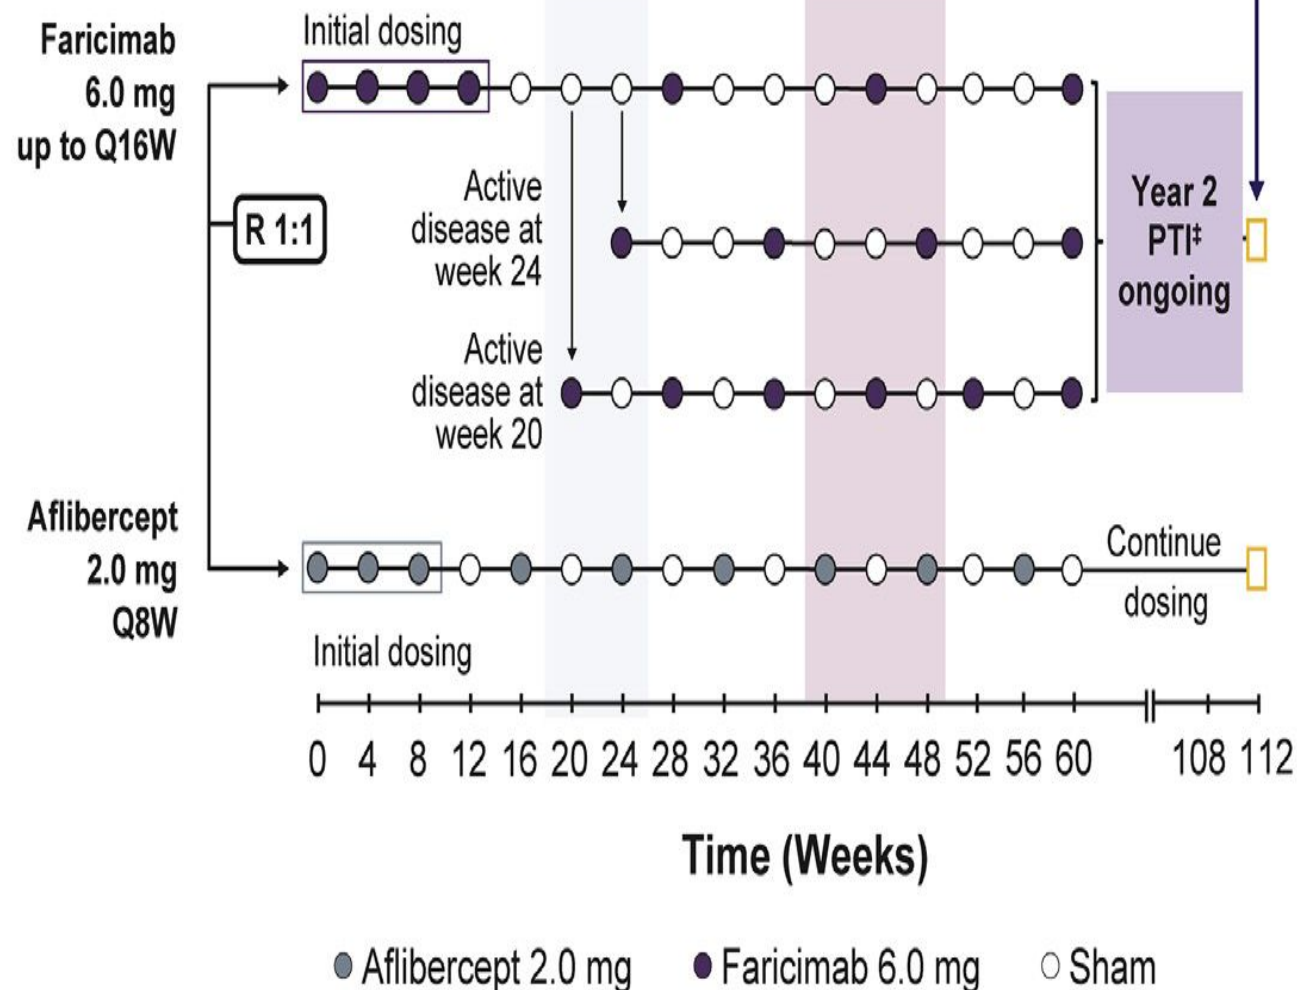 Faricimab
6.0 mg
up to Q16W
Initial dosing
R 1:1
Active
disease at
week 24
Active
disease at
week 20
Year 2
PTI‡
ongoing
Aflibercept
2.0 mg
Q8W
Initial dosing
Continue
dosing
0 4 8 12 16 20 24 28 32 36 40 44 48 52 56 60 108 112
Time (Weeks)
Aflibercept 2.0 mg Faricimab 6.0 mg Sham